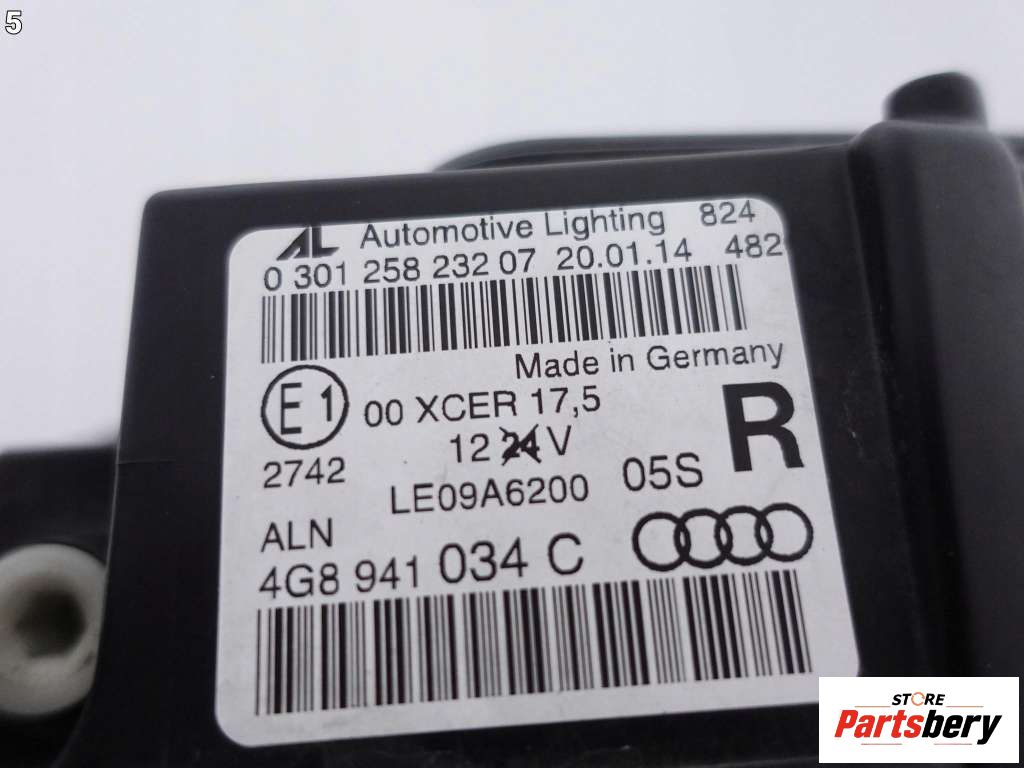 5
AL Automotive Lighting 824
0 301 258 232 07 20.01.14 482
Made in Germany
E1 00 XCER 17,5
R
12 24 V
2742
LE09A6200 05S
ALN
4G8 941 034 C
STORE
Partsbery